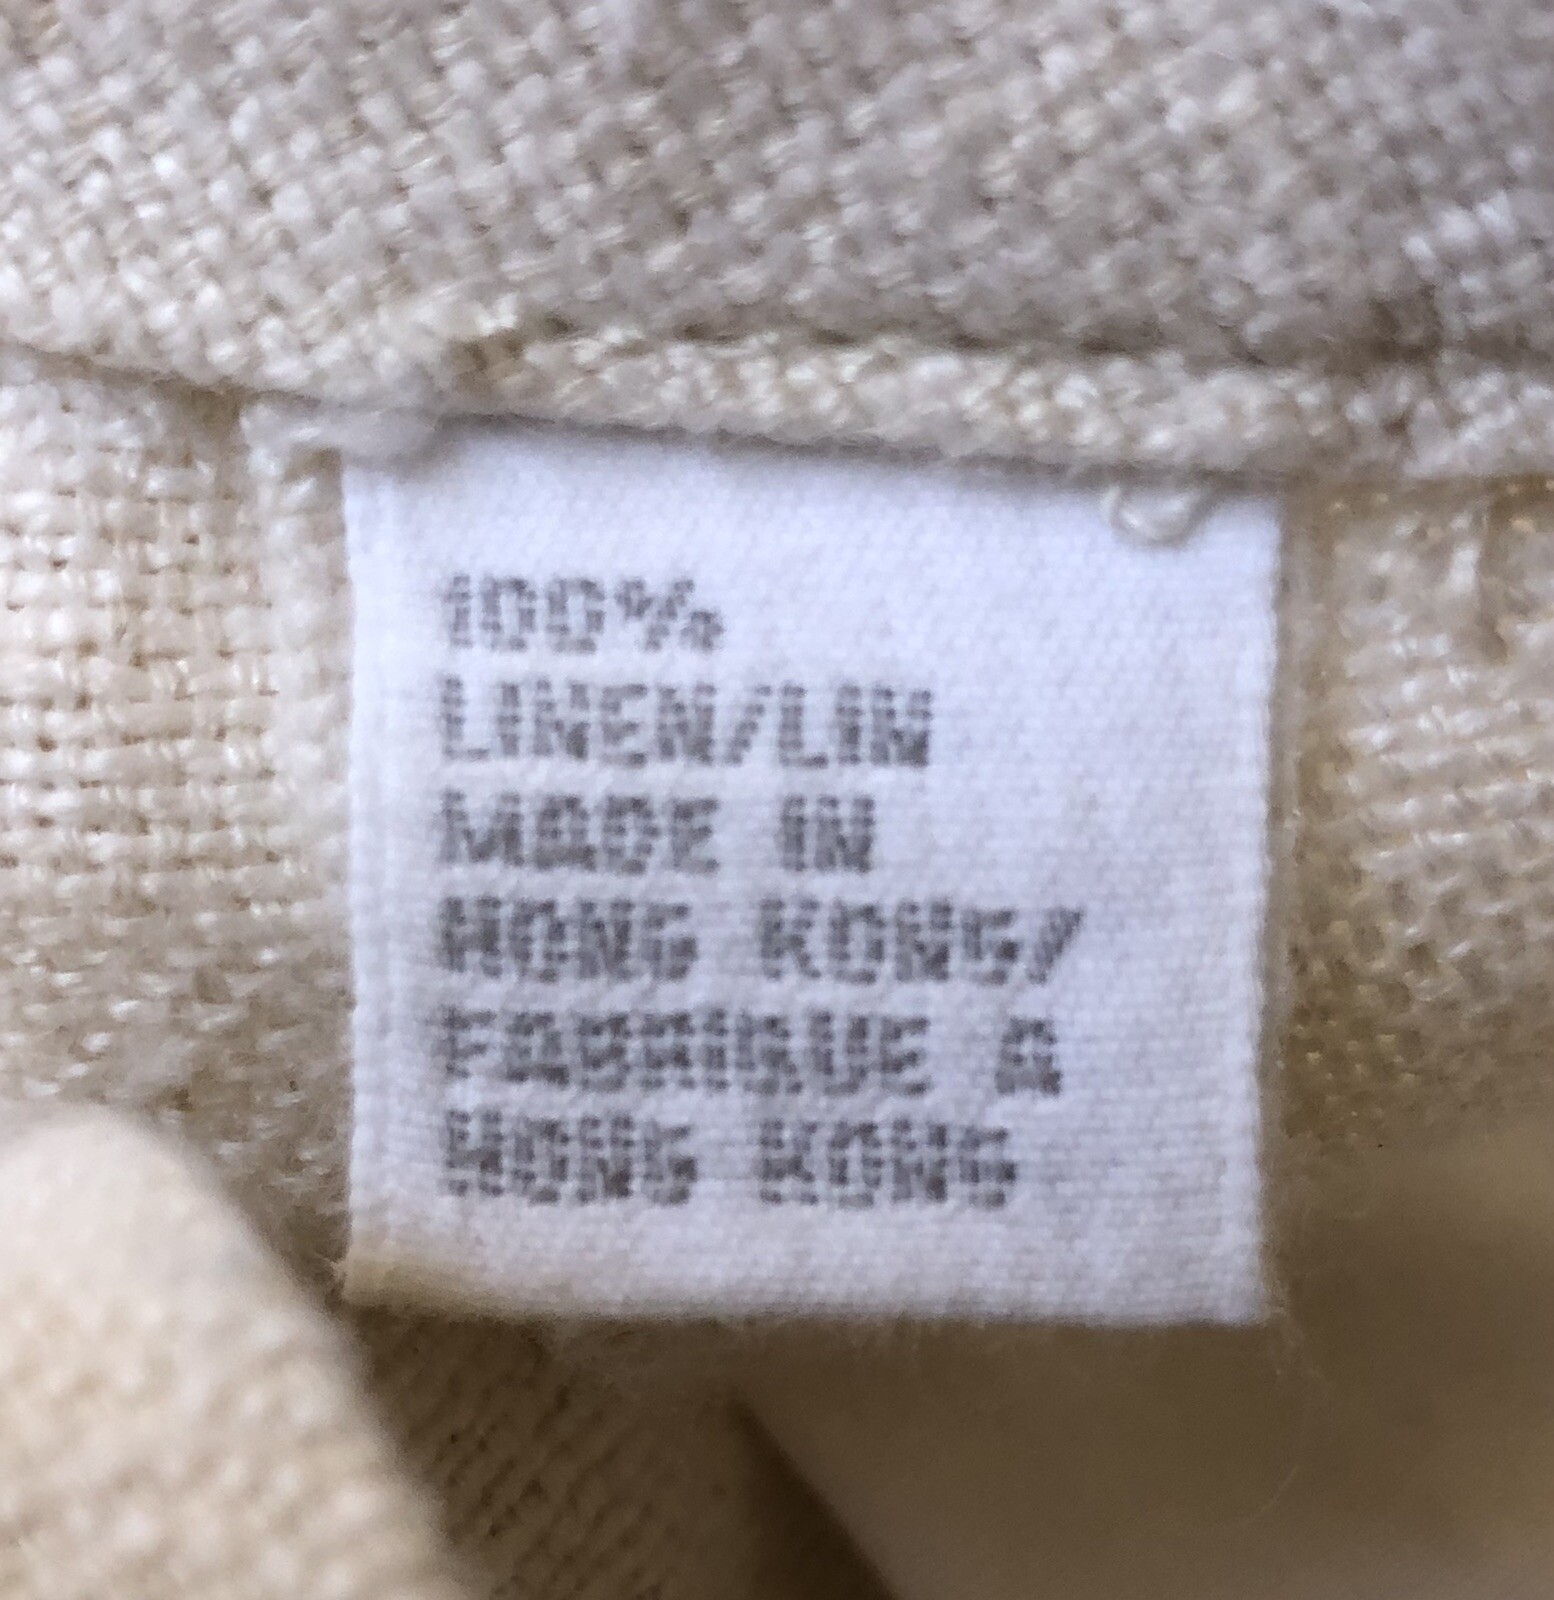 100%
LINEN/LIN
MADE IN
HONG KONG/
FABRIQUE A
HONG KONG